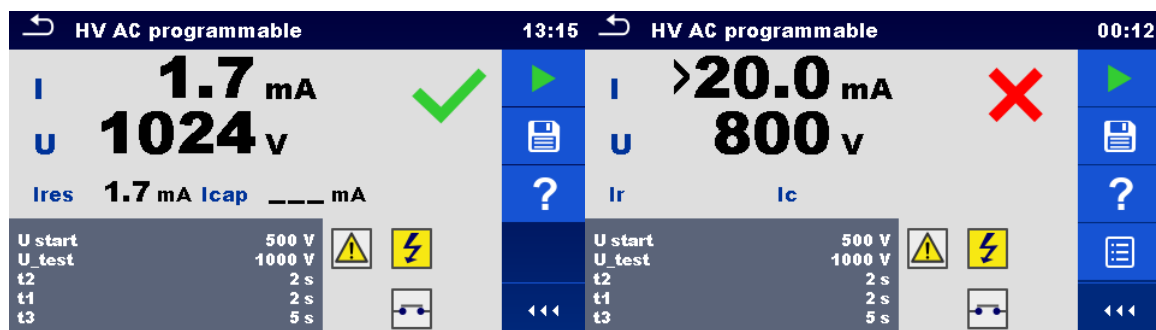 HV AC programmable 13:15
I 1.7 mA
U 1024 V
Ires 1.7 mA Icap ___ mA
?
U start 500 V
U_test 1000 V
t2 2 s
t1 2 s
t3 5 s
HV AC programmable 00:12
I >20.0 mA
U 800 V
Ir Ic
?
U start 500 V
U_test 1000 V
t2 2 s
t1 2 s
t3 5 s